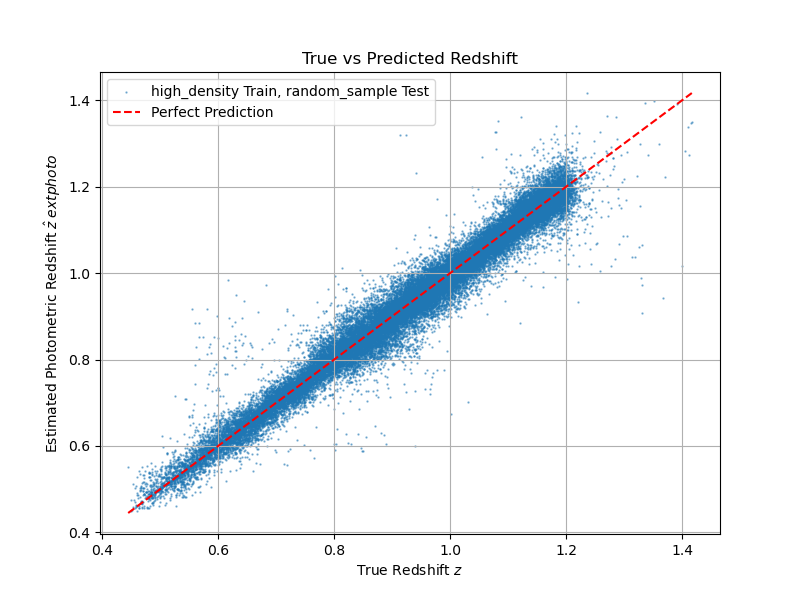 True vs Predicted Redshift
high_density Train, random_sample Test
Perfect Prediction
Estimated Photometric Redshift ẑ extphoto
1.4
1.2
1.0
0.8
0.6
0.4
0.4 0.6 0.8 1.0 1.2 1.4
True Redshift z